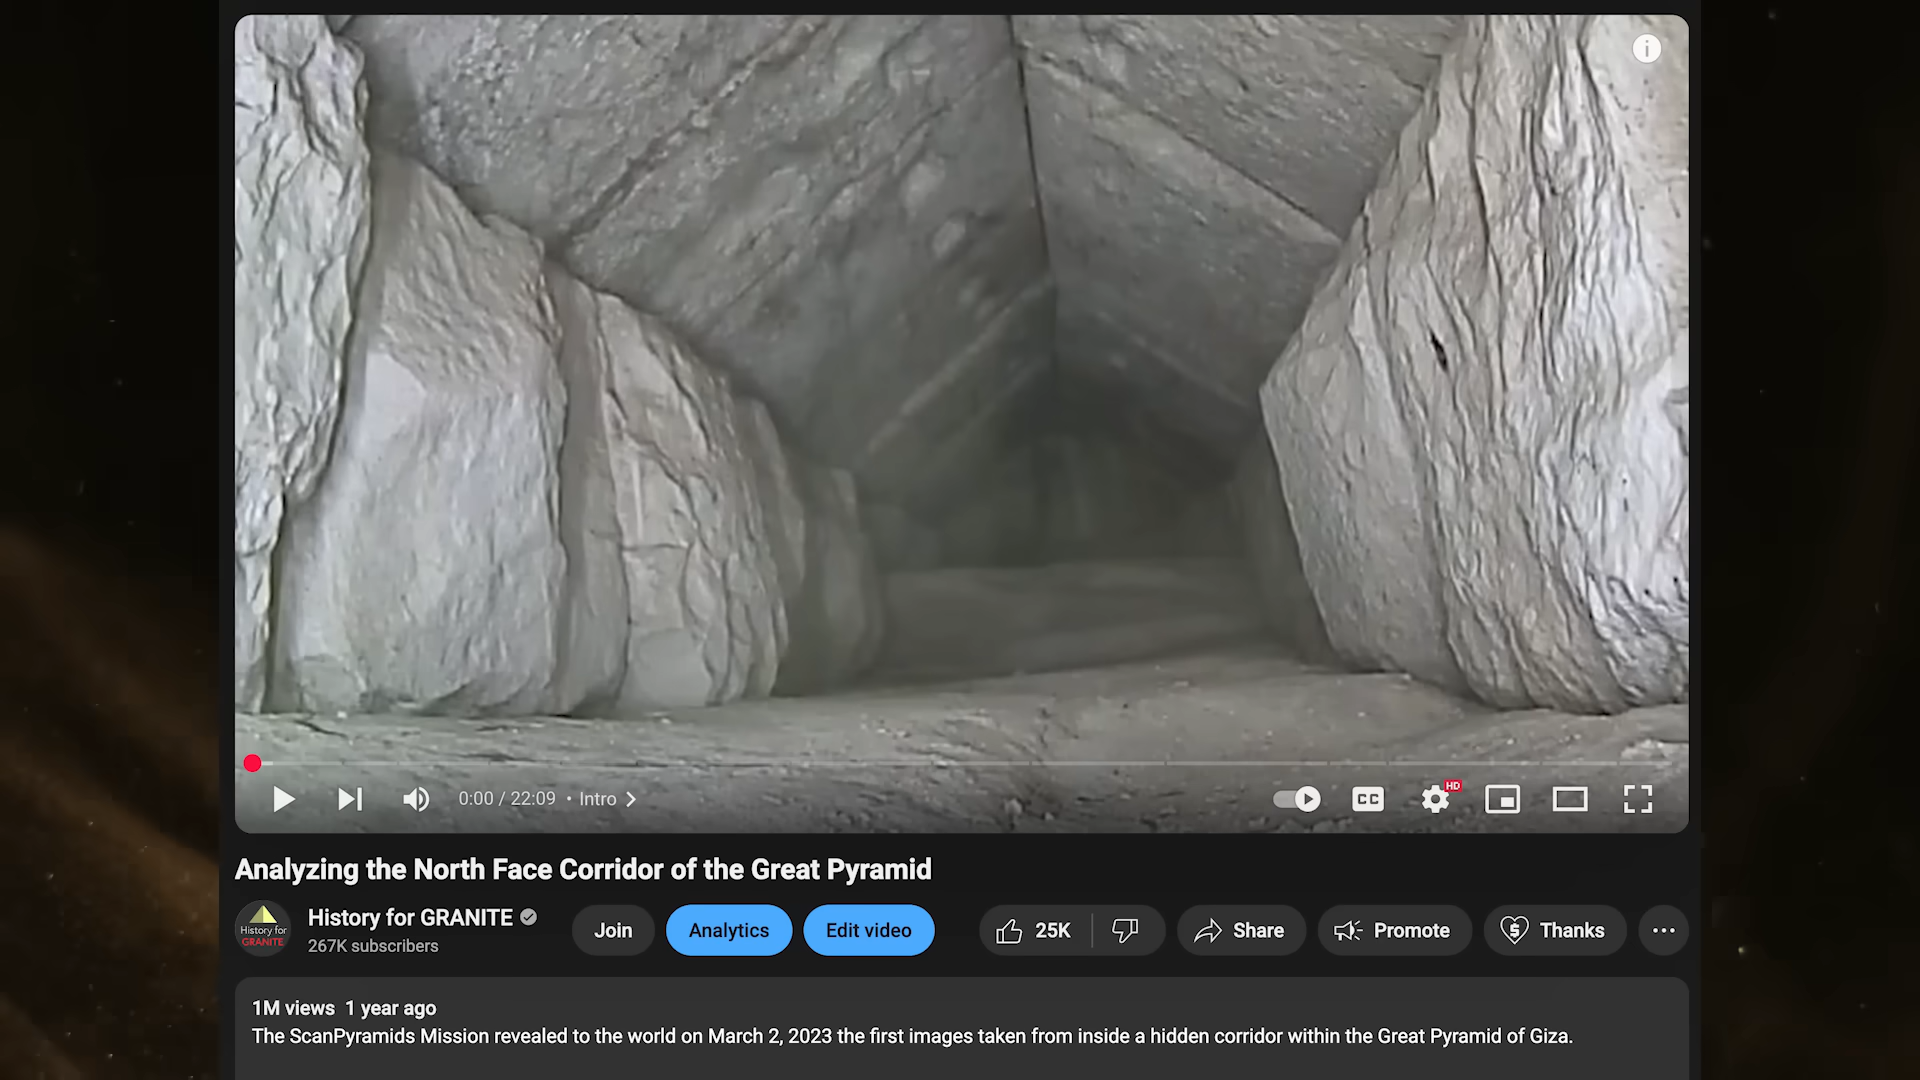 i
0:00 / 22:09 • Intro
CC
HD
Analyzing the North Face Corridor of the Great Pyramid
History for
GRANITE
History for GRANITE
267K subscribers
Join
Analytics
Edit video
25K
Share
Promote
$ Thanks
1M views 1 year ago
The ScanPyramids Mission revealed to the world on March 2, 2023 the first images taken from inside a hidden corridor within the Great Pyramid of Giza.